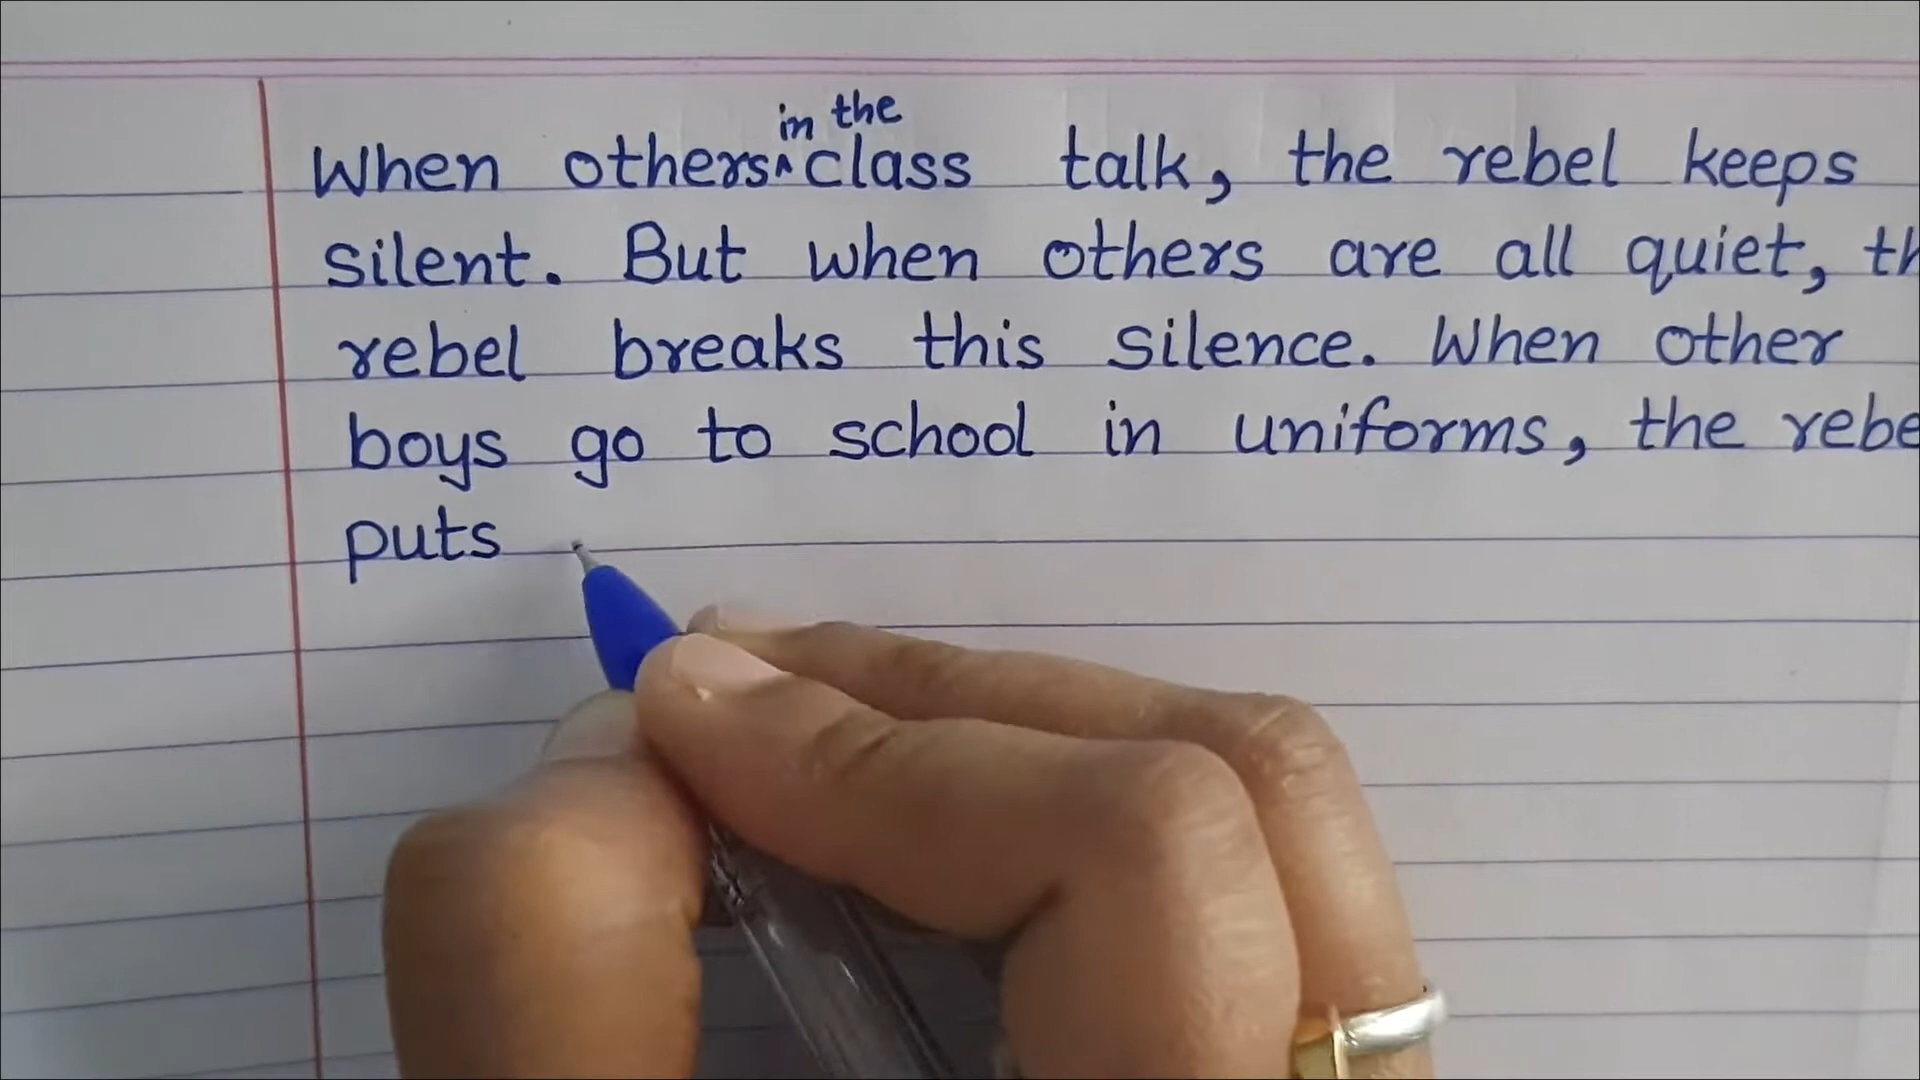 in the
When others^class talk, the rebel keeps
silent. But when others are all quiet, th
rebel breaks this silence. When other
boys go to school in uniforms, the rebe
puts